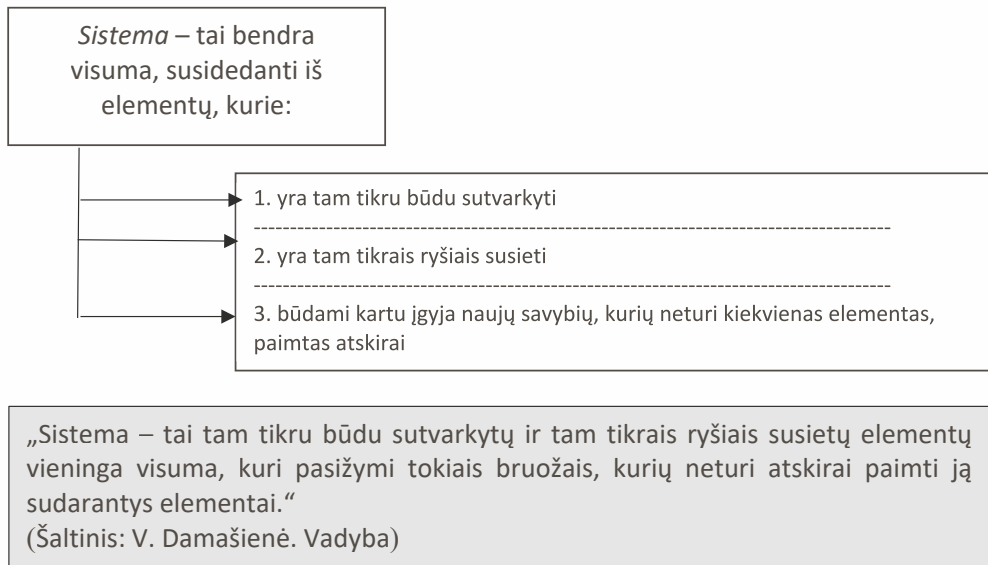 Sistema – tai bendra
visuma, susidedanti iš
elementų, kurie:
1. yra tam tikru būdu sutvarkyti
2. yra tam tikrais ryšiais susieti
3. būdami kartu įgyja naujų savybių, kurių neturi kiekvienas elementas,
paimtas atskirai
„Sistema – tai tam tikru būdu sutvarkytų ir tam tikrais ryšiais susietų elementų
vieninga visuma, kuri pasižymi tokiais bruožais, kurių neturi atskirai paimti ją
sudarantys elementai.“
(Šaltinis: V. Damašienė. Vadyba)